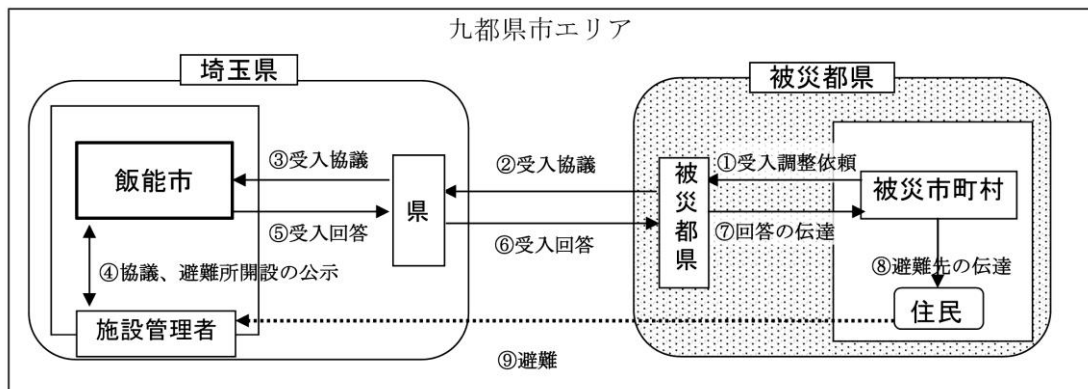 九都県市エリア
埼玉県
被災都県
飯能市
③受入協議
②受入協議
①受入調整依頼
県
被災都県
被災市町村
⑤受入回答
⑥受入回答
⑦回答の伝達
④協議、避難所開設の公示
⑧避難先の伝達
施設管理者
住民
⑨避難